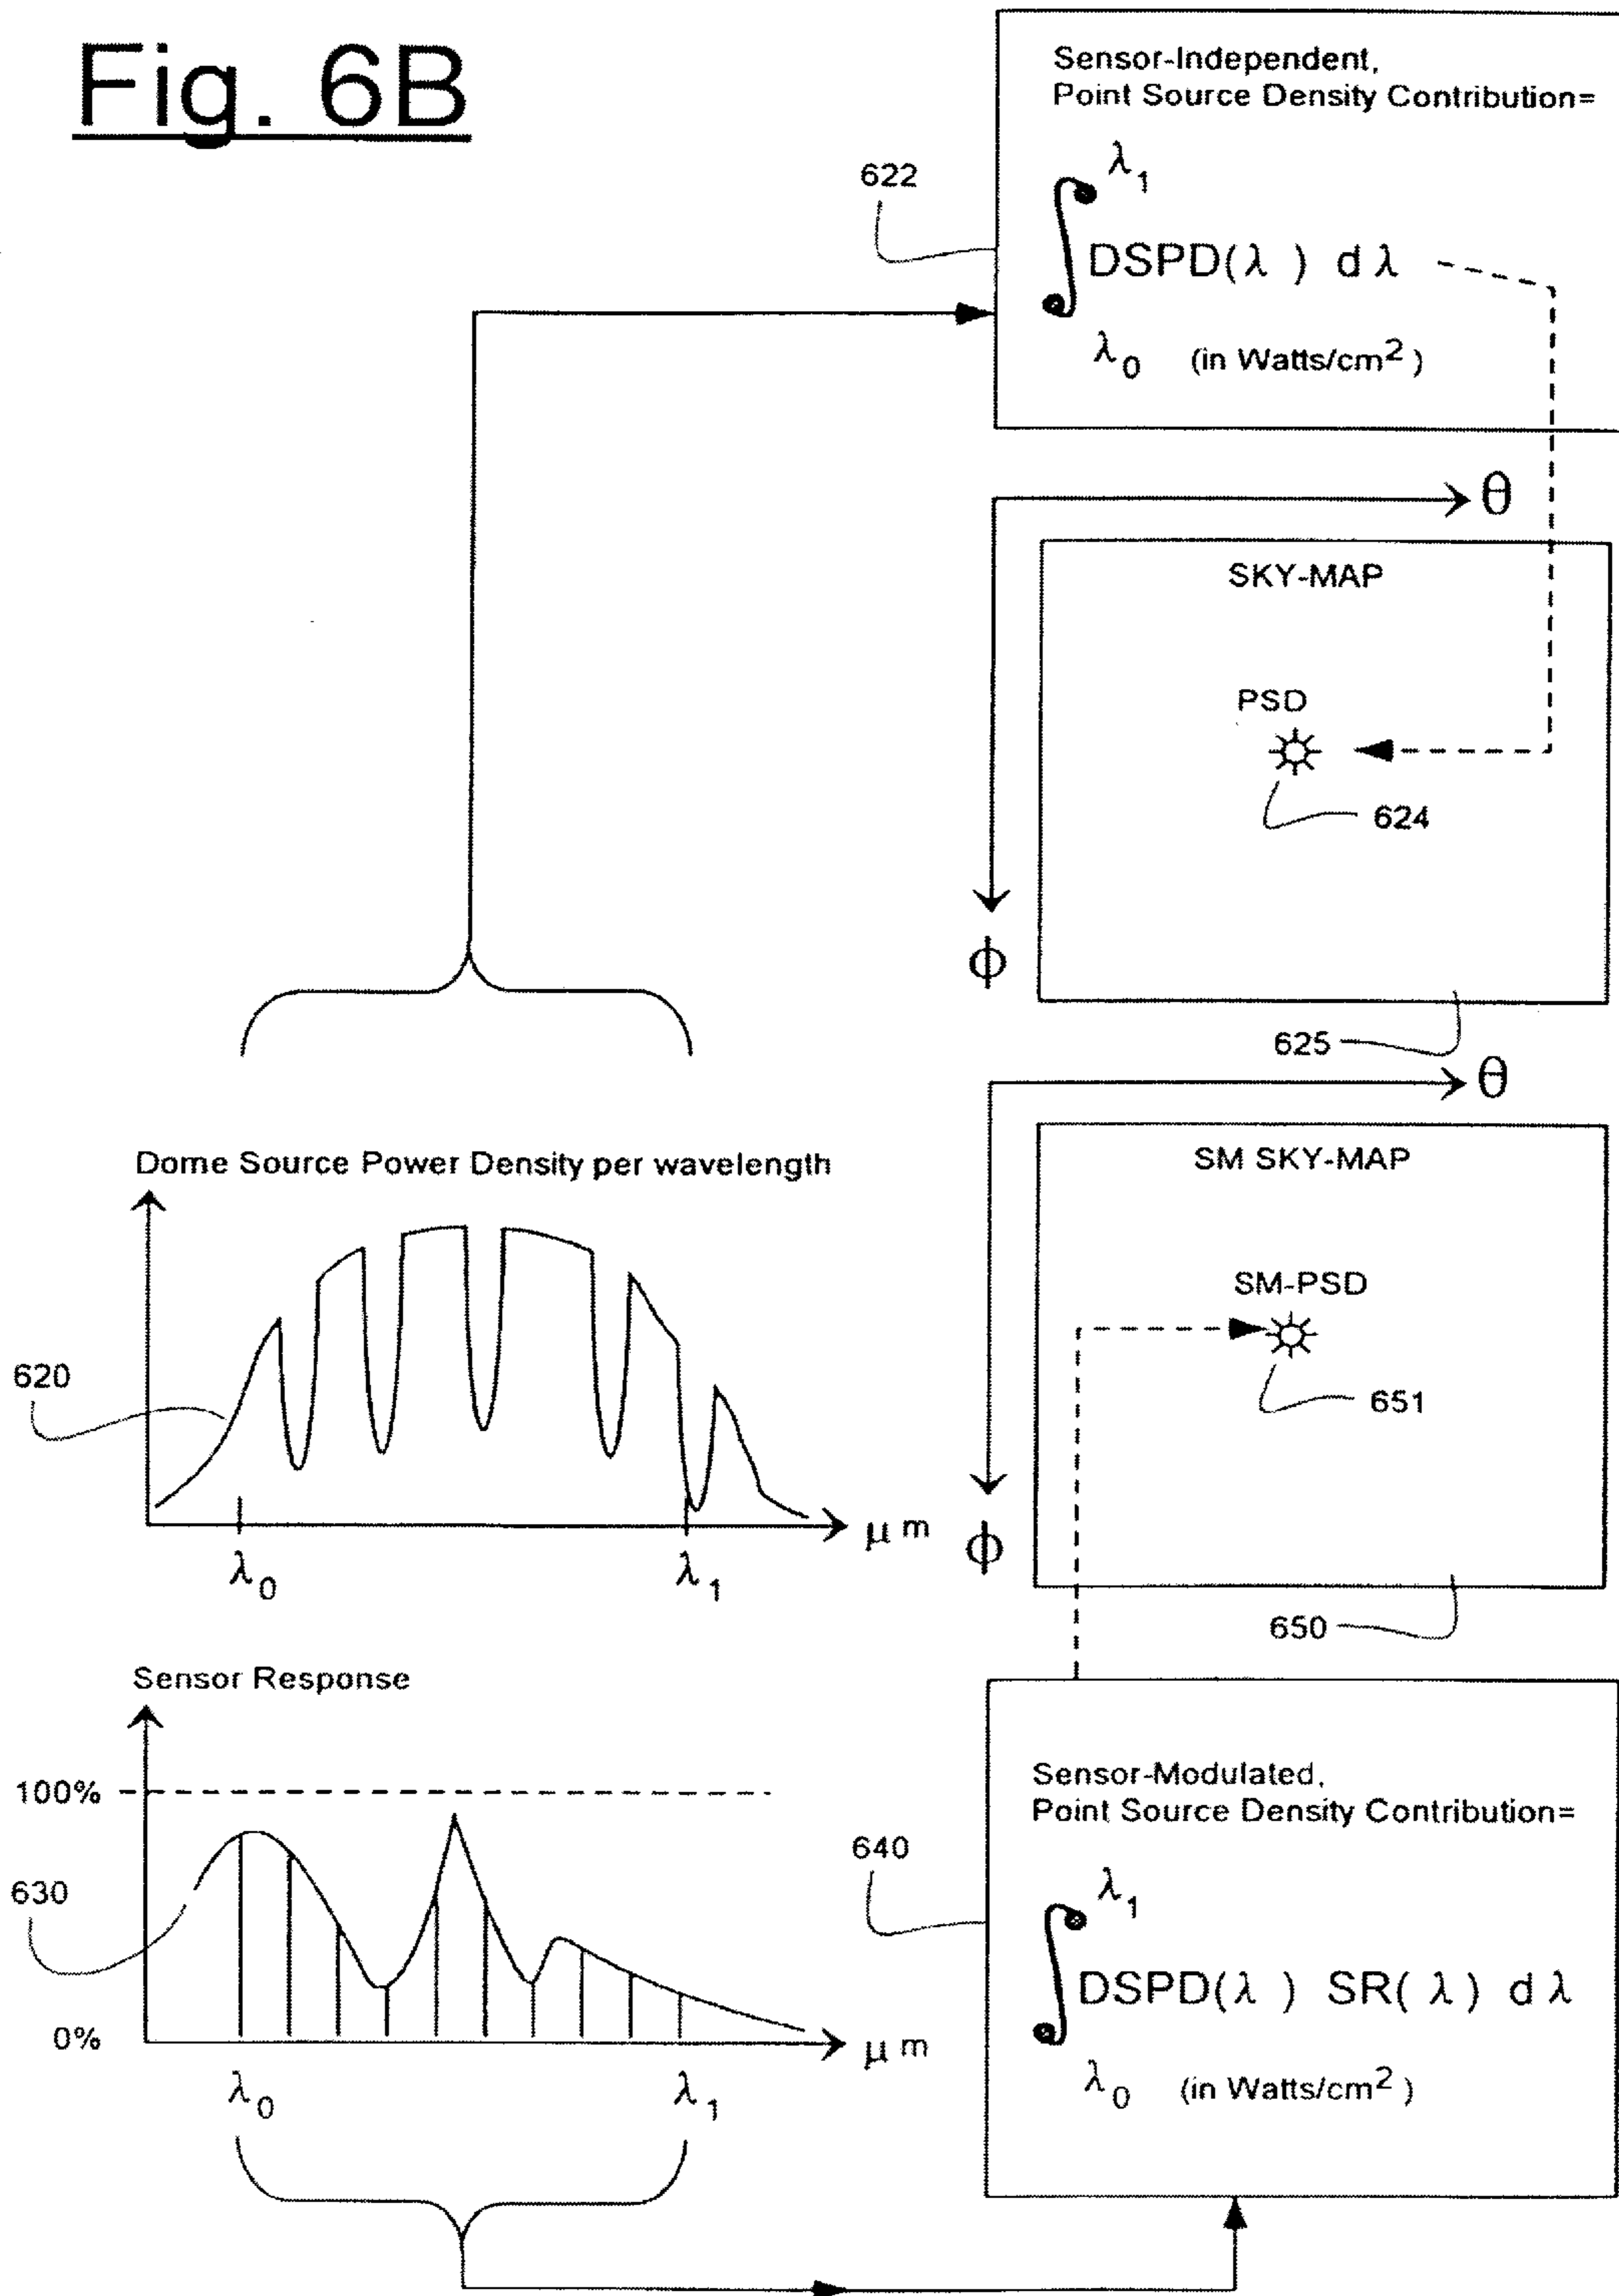 Fig. 6B
Sensor-Independent,
Point Source Density Contribution=
622
λ1
∫ DSPD(λ) dλ
λ0 (in Watts/cm²)
θ
SKY-MAP
PSD
624
ϕ
625
θ
Dome Source Power Density per wavelength
SM SKY-MAP
SM-PSD
620
651
μm
ϕ
λ0
λ1
650
Sensor Response
100%
Sensor-Modulated,
Point Source Density Contribution=
640
630
λ1
∫ DSPD(λ) SR(λ) dλ
0%
μm
λ0
λ1
λ0 (in Watts/cm²)